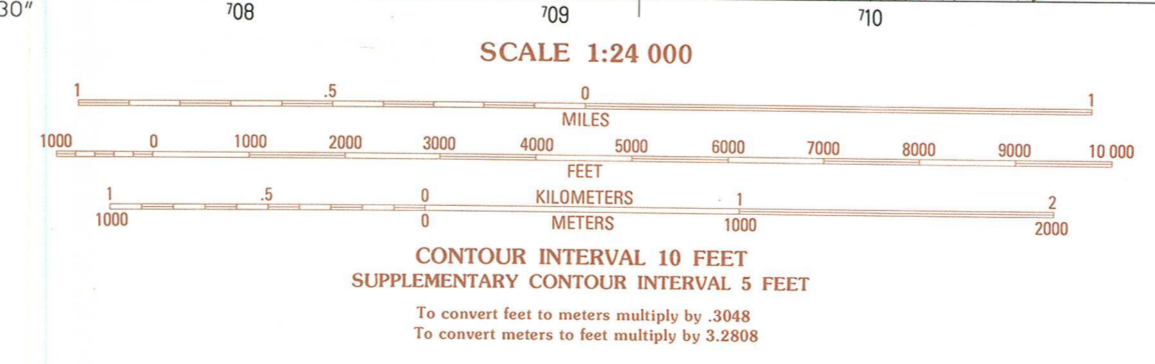 30″ 708 709 710
SCALE 1:24 000
1 .5 0 1
MILES
1000 0 1000 2000 3000 4000 5000 6000 7000 8000 9000 10 000
FEET
1 .5 0 KILOMETERS 1 2
1000 0 METERS 1000 2000
CONTOUR INTERVAL 10 FEET
SUPPLEMENTARY CONTOUR INTERVAL 5 FEET
To convert feet to meters multiply by .3048
To convert meters to feet multiply by 3.2808